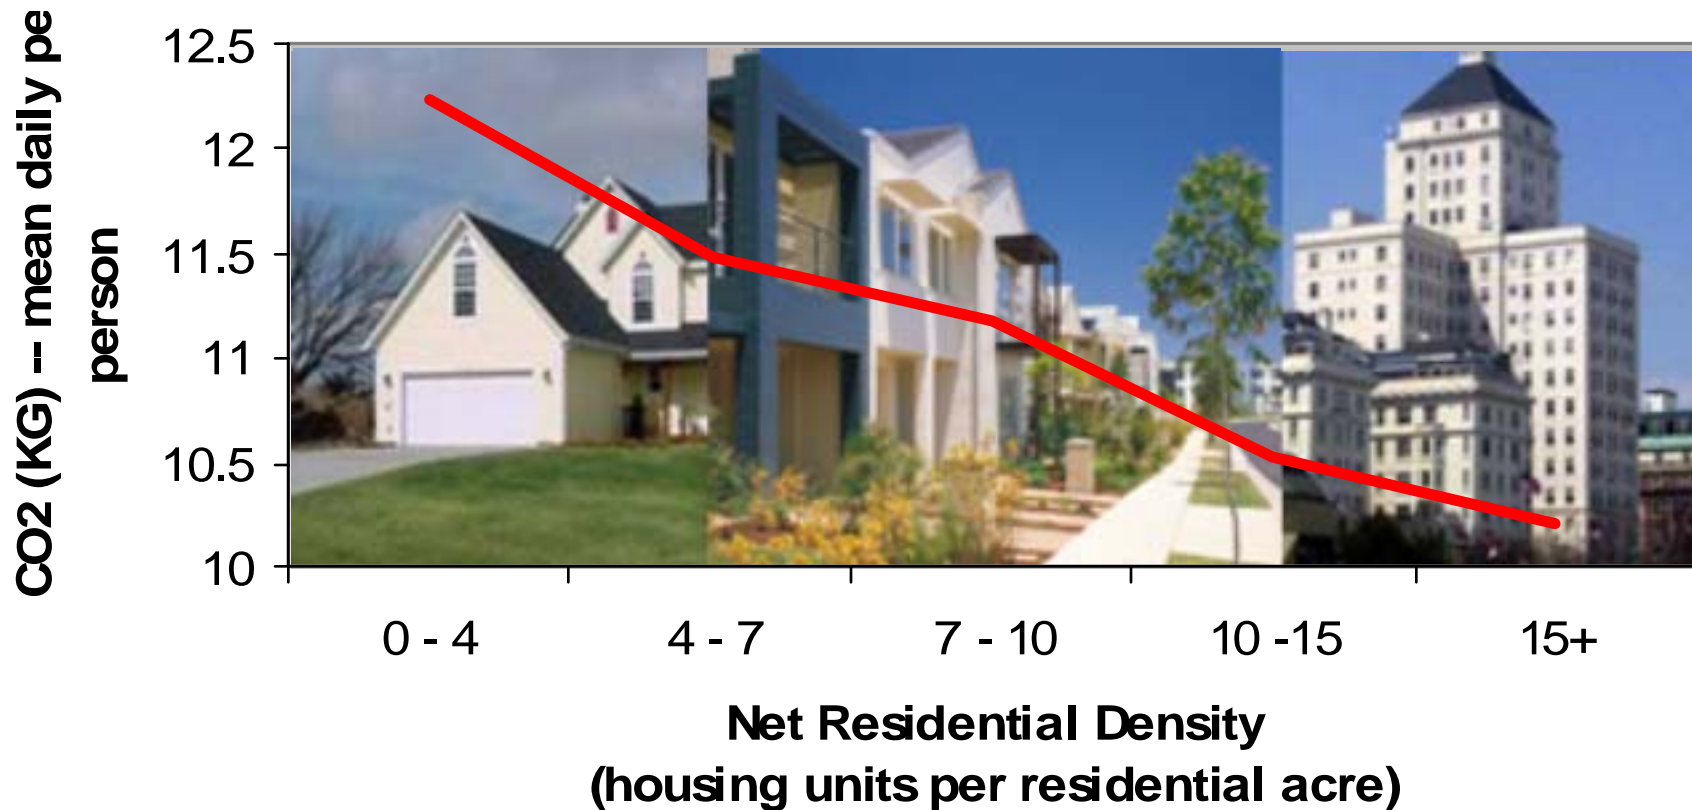 CO2 (KG) -- mean daily pe
person
12.5
12
11.5
11
10.5
10
0 - 4
4 - 7
7 - 10
10 -15
15+
Net Residential Density
(housing units per residential acre)